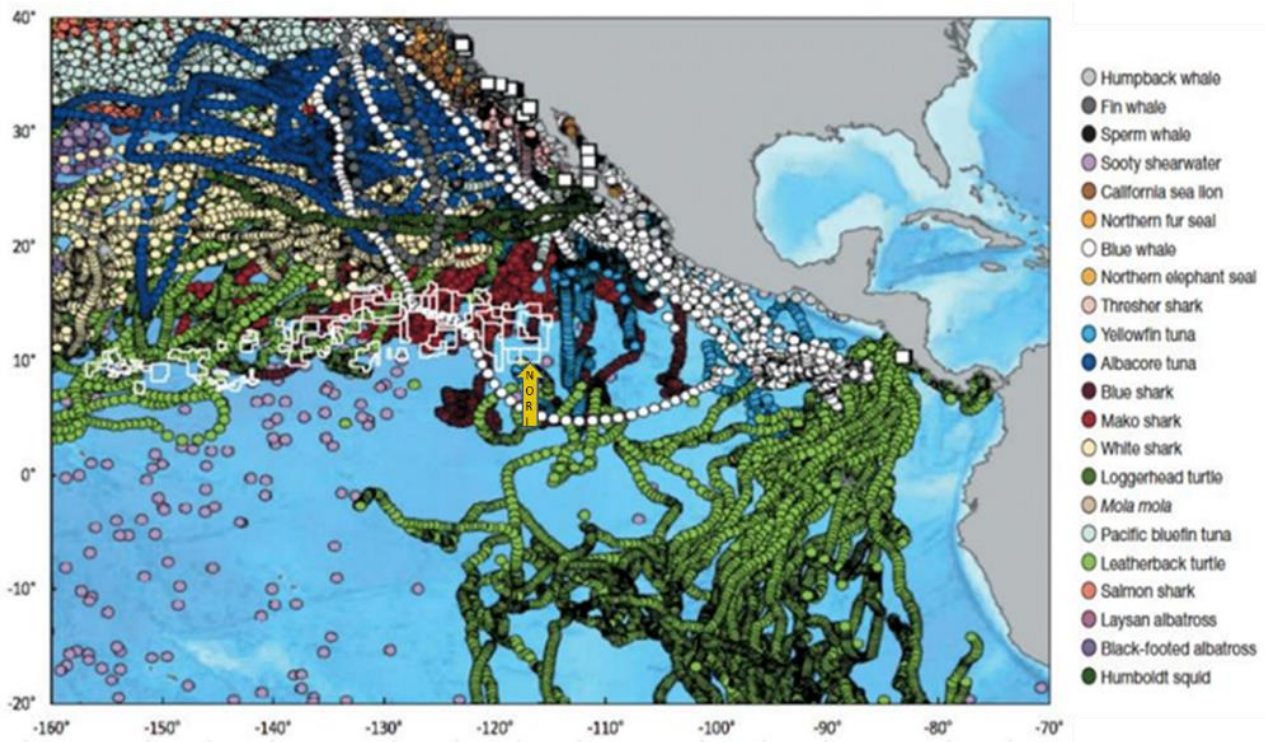 40°
30°
20°
10°
0°
-10°
-20°
-160°
-150°
-140°
-130°
-120°
-110°
-100°
-90°
-80°
-70°
N
O
R
I
Humpback whale
Fin whale
Sperm whale
Sooty shearwater
California sea lion
Northern fur seal
Blue whale
Northern elephant seal
Thresher shark
Yellowfin tuna
Albacore tuna
Blue shark
Mako shark
White shark
Loggerhead turtle
Mola mola
Pacific bluefin tuna
Leatherback turtle
Salmon shark
Laysan albatross
Black-footed albatross
Humboldt squid